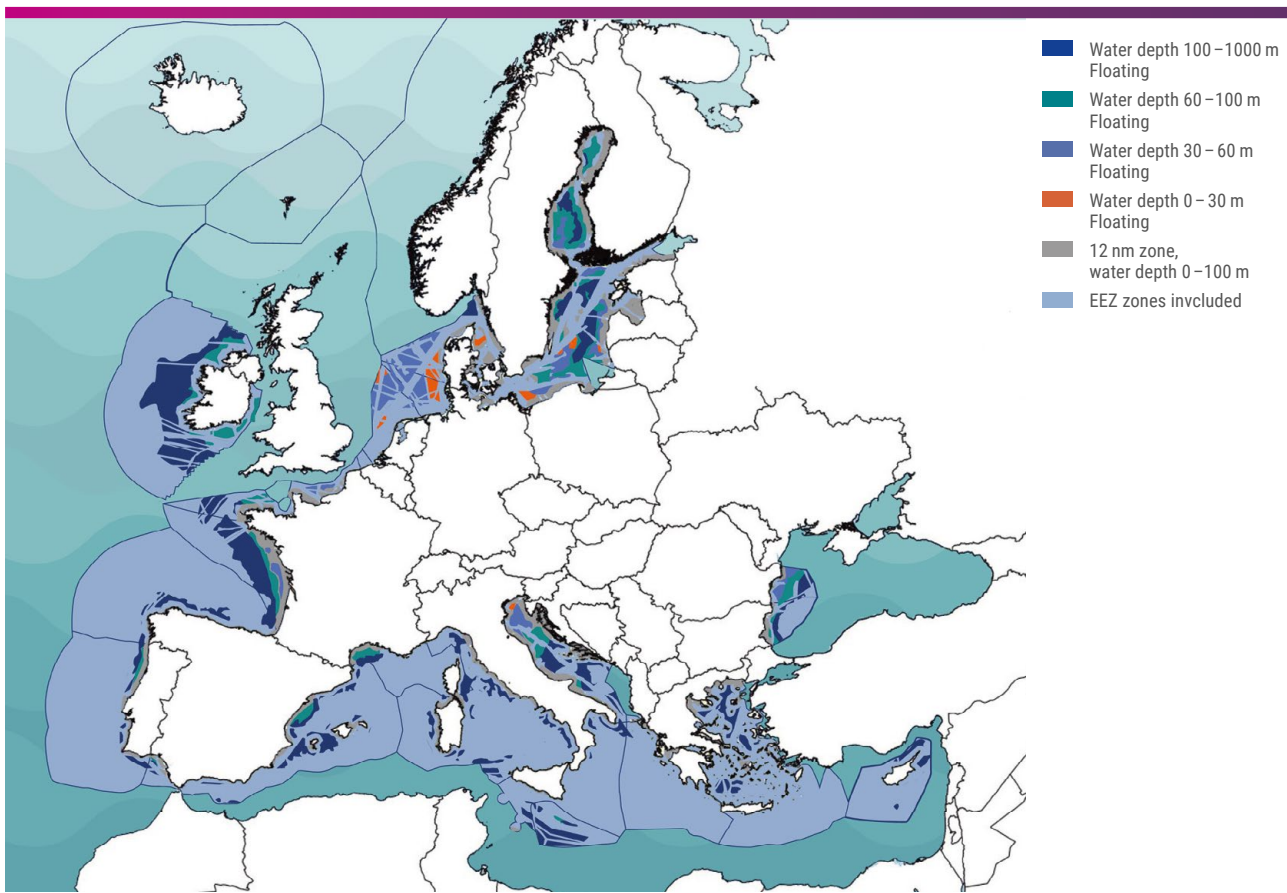 Water depth 100–1000 m
Floating
Water depth 60–100 m
Floating
Water depth 30–60 m
Floating
Water depth 0–30 m
Floating
12 nm zone,
water depth 0–100 m
EEZ zones invcluded